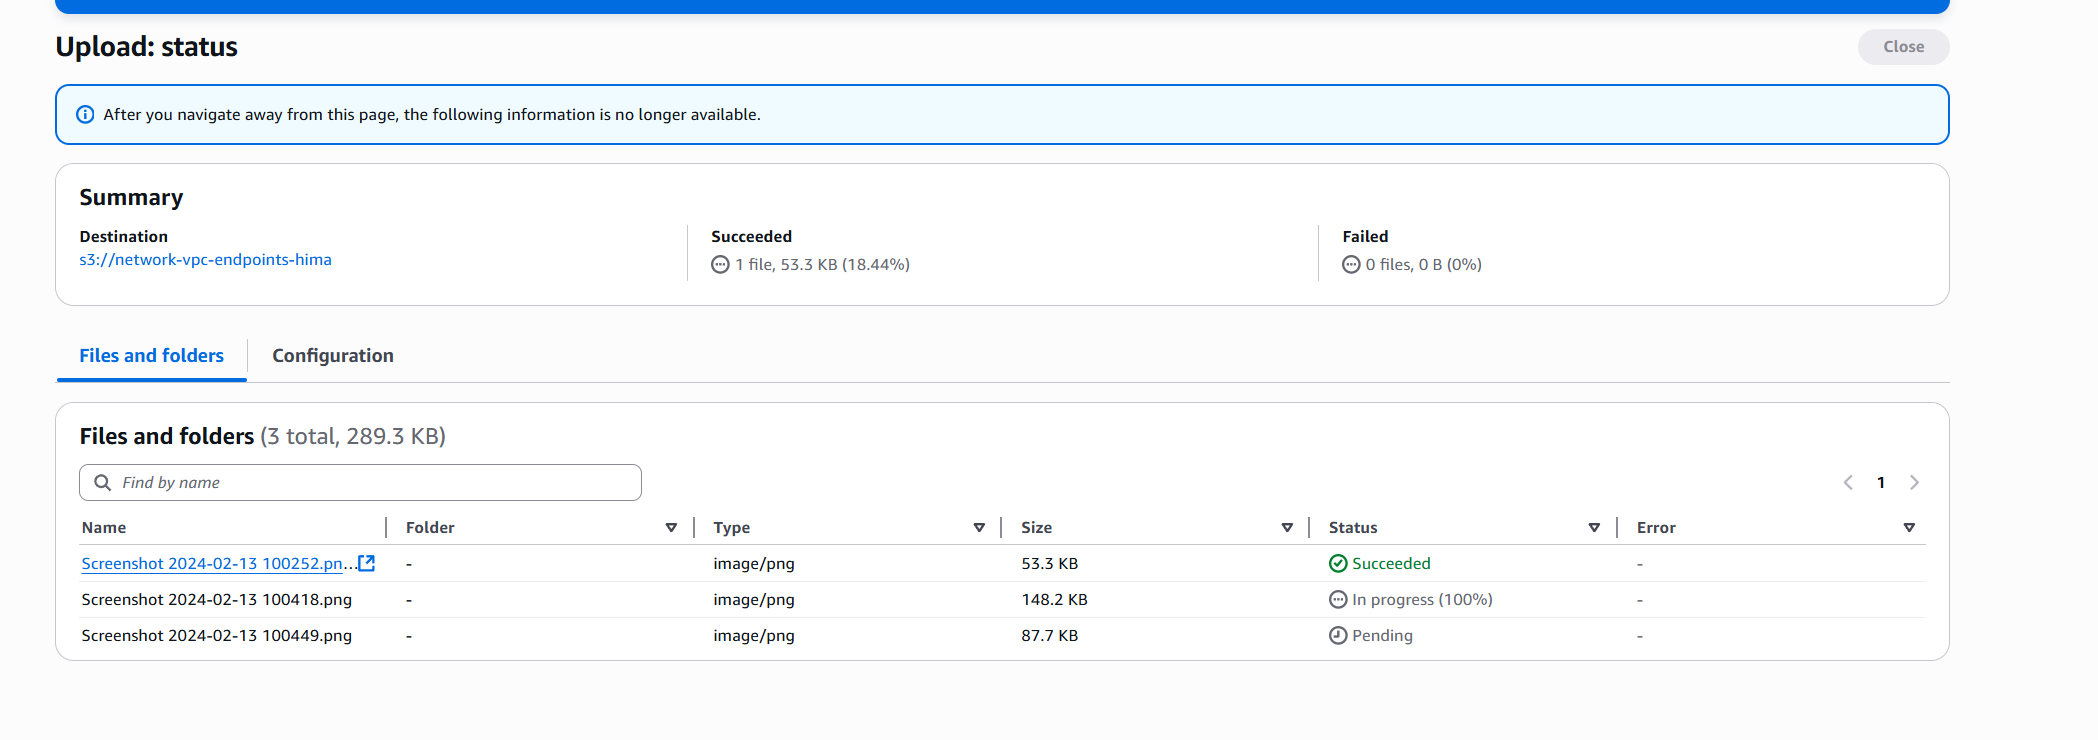 Upload: status
Close
After you navigate away from this page, the following information is no longer available.
Summary
Destination
s3://network-vpc-endpoints-hima
Succeeded
1 file, 53.3 KB (18.44%)
Failed
0 files, 0 B (0%)
Files and folders
Configuration
Files and folders (3 total, 289.3 KB)
Find by name
1
Name Folder Type Size Status Error
Screenshot 2024-02-13 100252.pn... - image/png 53.3 KB Succeeded -
Screenshot 2024-02-13 100418.png - image/png 148.2 KB In progress (100%) -
Screenshot 2024-02-13 100449.png - image/png 87.7 KB Pending -